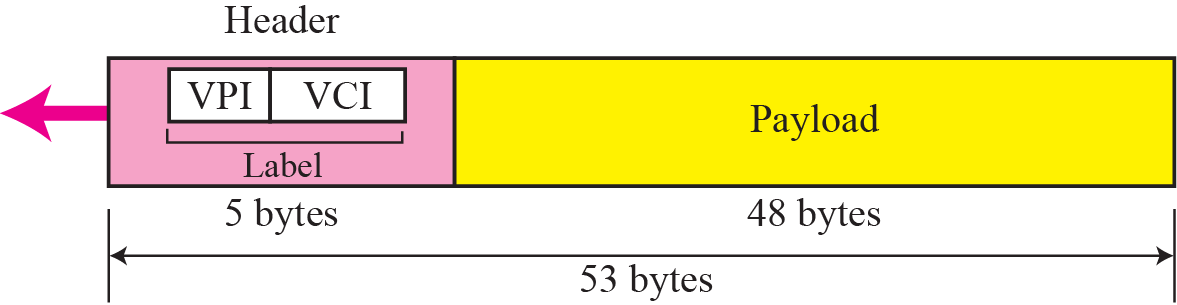 Header
VPI VCI
Payload
Label
5 bytes 48 bytes
53 bytes